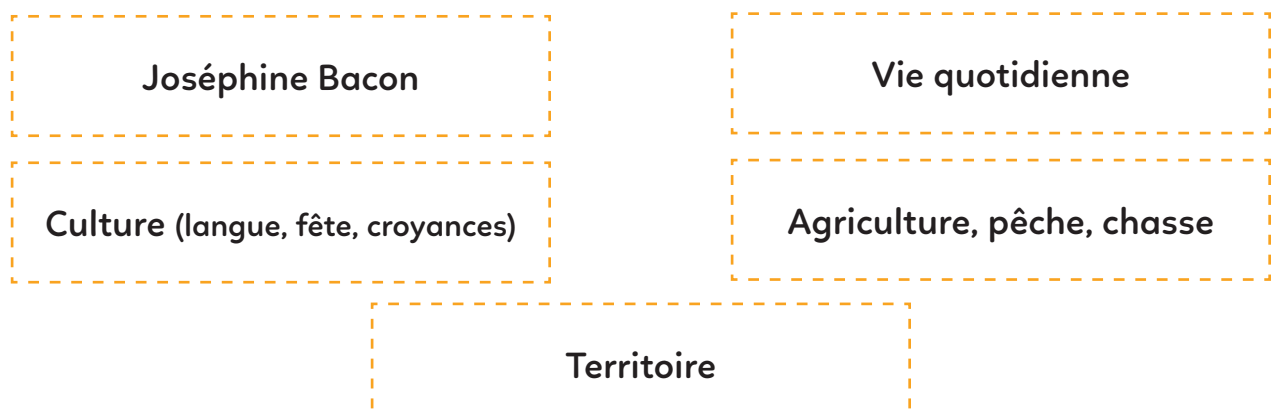 Joséphine Bacon
Vie quotidienne
Culture (langue, fête, croyances)
Agriculture, pêche, chasse
Territoire